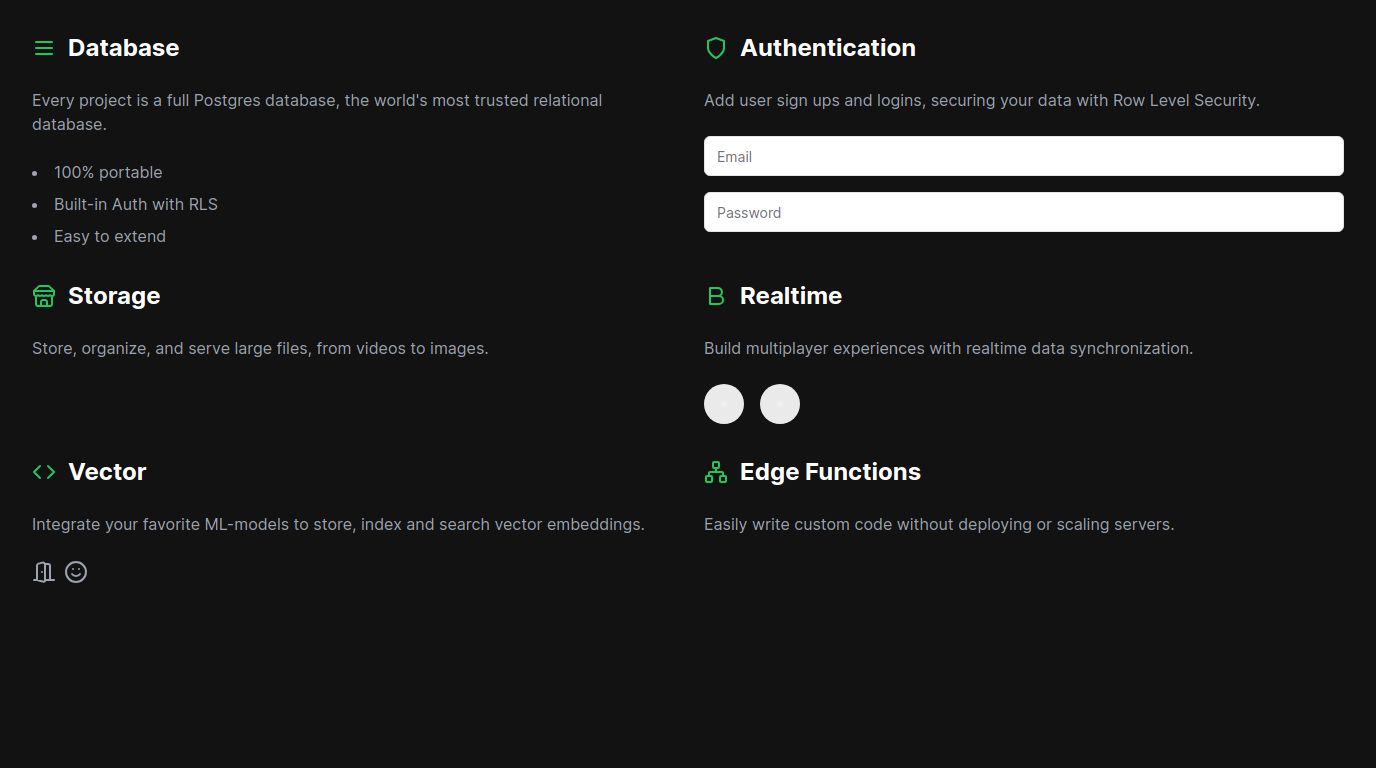 Database
Every project is a full Postgres database, the world's most trusted relational
database.
100% portable
Built-in Auth with RLS
Easy to extend
Authentication
Add user sign ups and logins, securing your data with Row Level Security.
Email
Password
Storage
Store, organize, and serve large files, from videos to images.
Realtime
Build multiplayer experiences with realtime data synchronization.
Vector
Integrate your favorite ML-models to store, index and search vector embeddings.
Edge Functions
Easily write custom code without deploying or scaling servers.